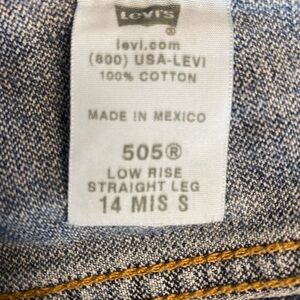 Levi's
®
levi.com
(800) USA-LEVI
100% COTTON
MADE IN MEXICO
505®
LOW RISE
STRAIGHT LEG
14 MIS S